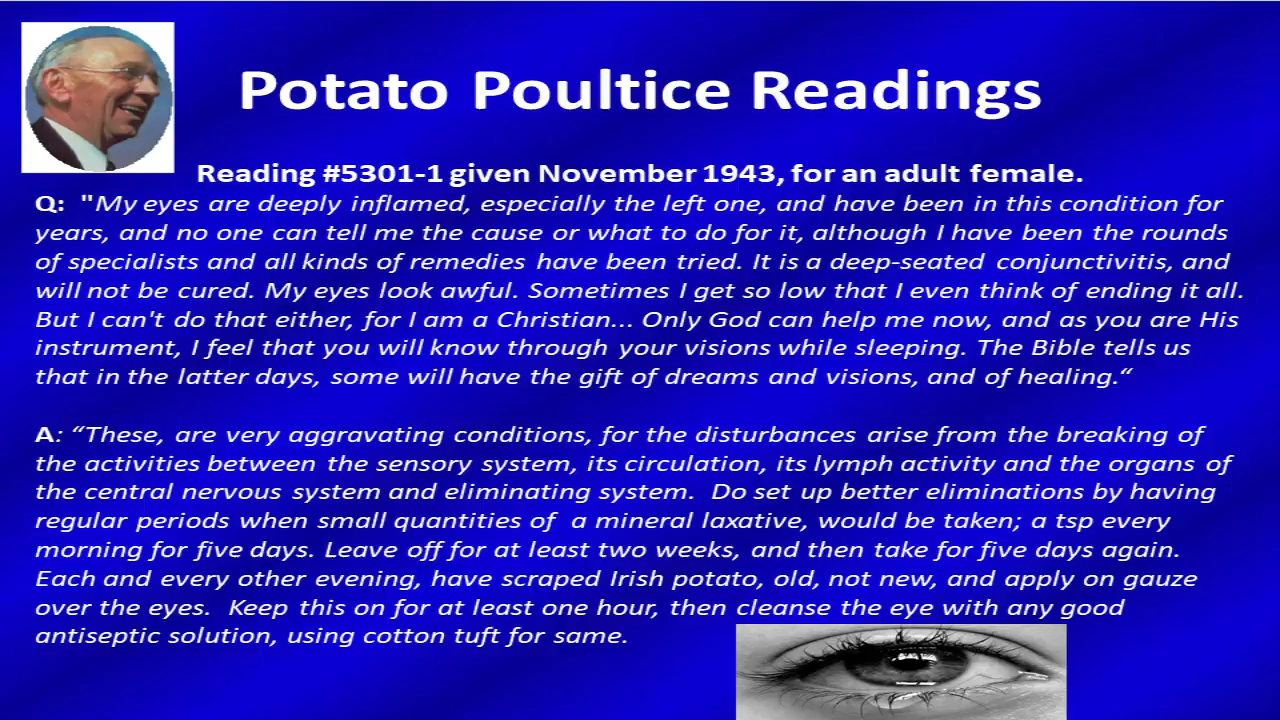 Potato Poultice Readings
Reading #5301-1 given November 1943, for an adult female.
Q:  "My eyes are deeply inflamed, especially the left one, and have been in this condition for
years, and no one can tell me the cause or what to do for it, although I have been the rounds
of specialists and all kinds of remedies have been tried. It is a deep-seated conjunctivitis, and
will not be cured. My eyes look awful. Sometimes I get so low that I even think of ending it all.
But I can't do that either, for I am a Christian... Only God can help me now, and as you are His
instrument, I feel that you will know through your visions while sleeping. The Bible tells us
that in the latter days, some will have the gift of dreams and visions, and of healing.“
A: “These, are very aggravating conditions, for the disturbances arise from the breaking of
the activities between the sensory system, its circulation, its lymph activity and the organs of
the central nervous system and eliminating system.  Do set up better eliminations by having
regular periods when small quantities of  a mineral laxative, would be taken; a tsp every
morning for five days. Leave off for at least two weeks, and then take for five days again.
Each and every other evening, have scraped Irish potato, old, not new, and apply on gauze
over the eyes.  Keep this on for at least one hour, then cleanse the eye with any good
antiseptic solution, using cotton tuft for same.